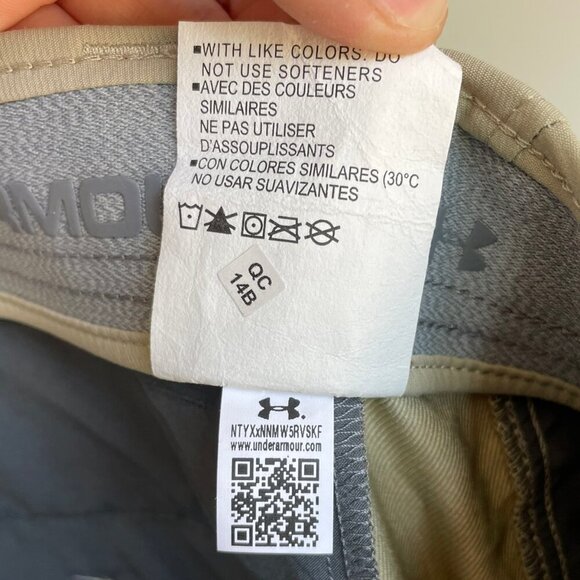 ▪WITH LIKE COLORS. DO
NOT USE SOFTENERS
▪AVEC DES COULEURS
SIMILAIRES
NE PAS UTILISER
D'ASSOUPLISSANTS
▪CON COLORES SIMILARES (30°C
NO USAR SUAVIZANTES
QC
14B
NTYXxNNMW5RVSKF
www.underarmour.com